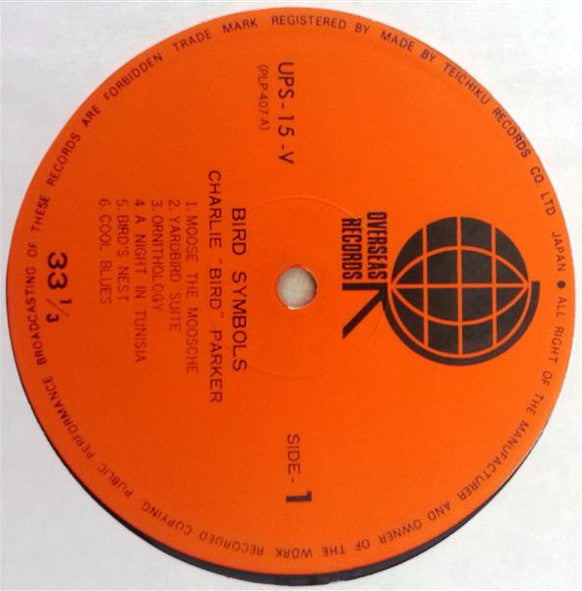 OVERSEAS
RECORDS
UPS-15-V
(PLP-407-A)
SIDE-1
BIRD SYMBOLS
CHARLIE "BIRD" PARKER
1. MOOSE THE MOOSCHE
2. YARDBIRD SUITE
3. ORNITHOLOGY
4. A NIGHT IN TUNISIA
5. BIRD'S NEST
6. COOL BLUES
33 1/3
TRADE MARK REGISTERED BY MADE BY TEICHIKU RECORDS CO. LTD. JAPAN ● ALL RIGHT OF THE MANUFACTURER AND OWNER OF THE WORK RECORDED COPYING PUBLIC PERFORMANCE BROADCASTING OF THESE RECORDS ARE FORBIDDEN